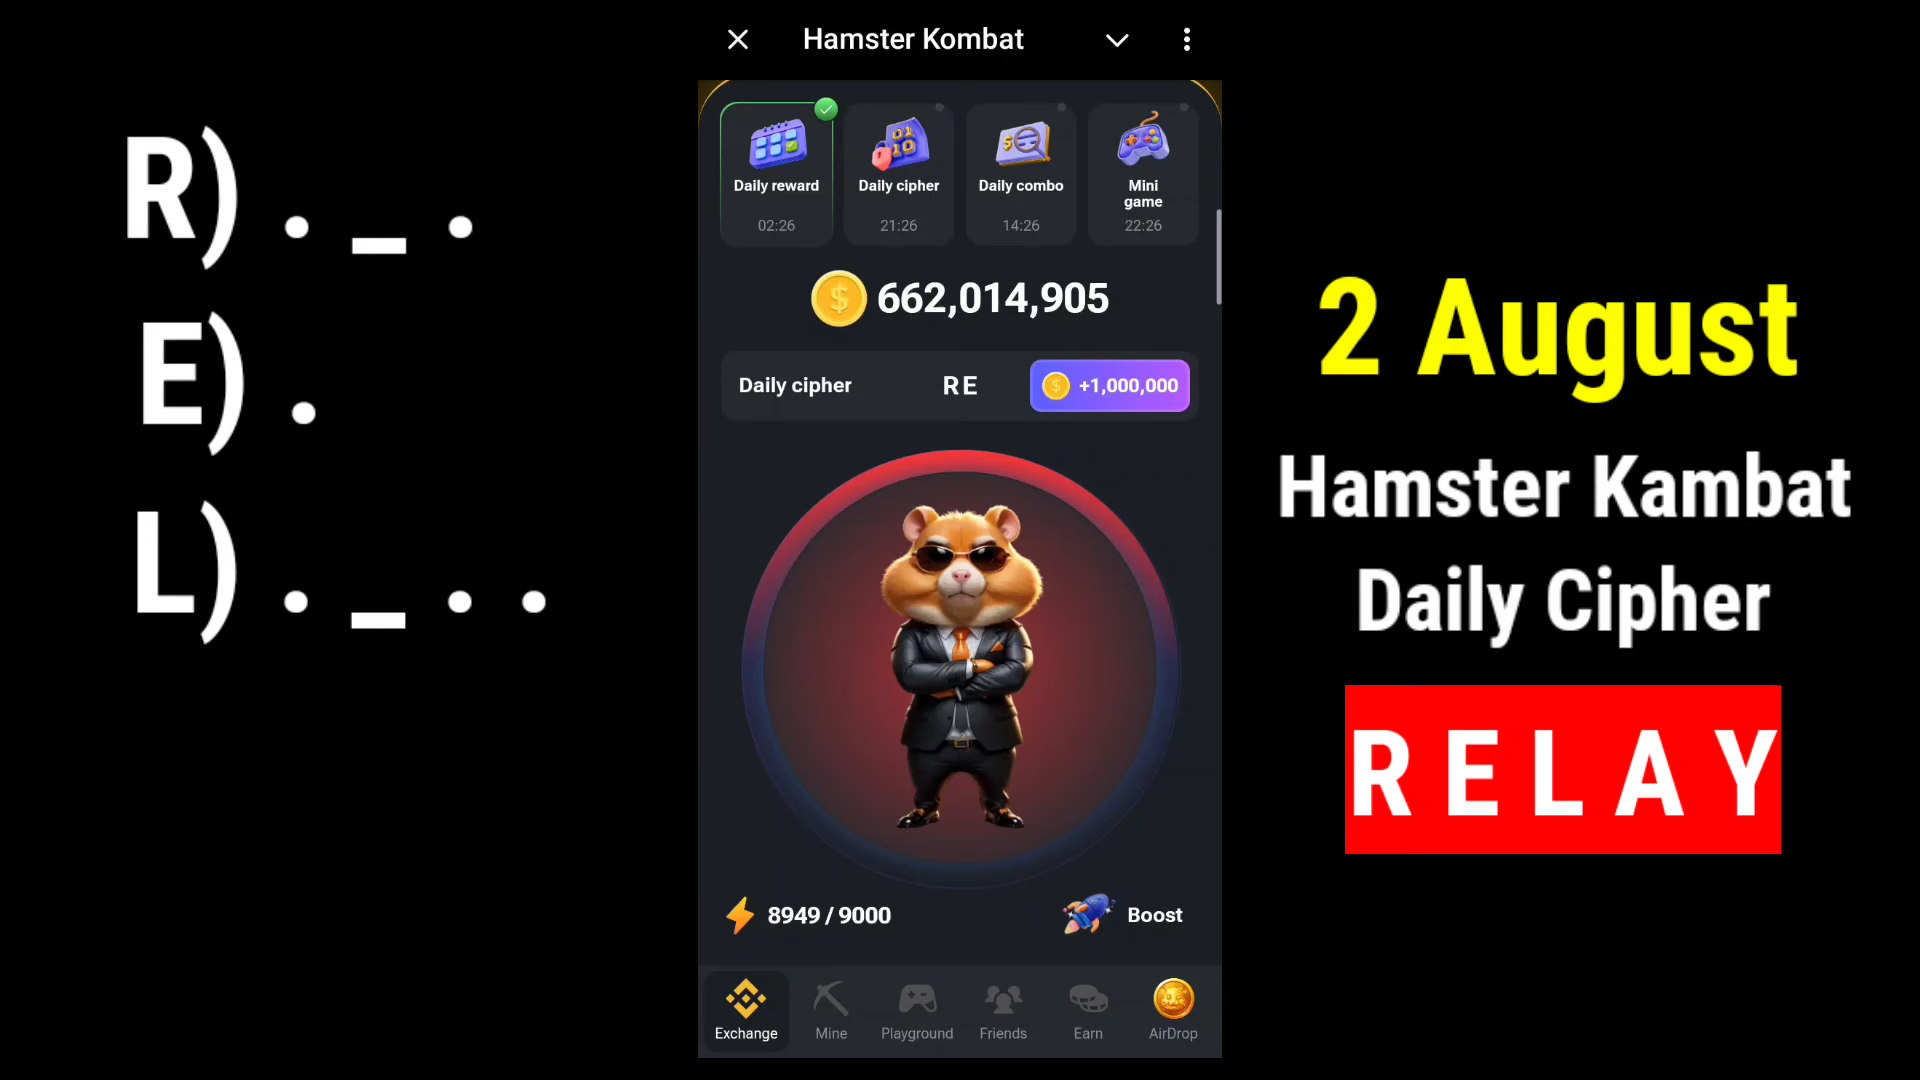 R) . _ .
E) .
L) . _ . .
Hamster Kombat
Daily reward
02:26
Daily cipher
21:26
Daily combo
14:26
Mini
game
22:26
662,014,905
Daily cipher RE +1,000,000
8949 / 9000
Boost
Exchange Mine Playground Friends Earn AirDrop
2 August
Hamster Kambat
Daily Cipher
R E L A Y